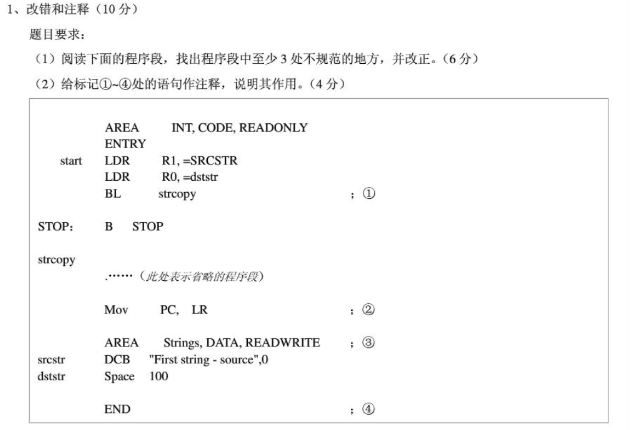 1、改错和注释（10 分）
题目要求：
（1）阅读下面的程序段，找出程序段中至少 3 处不规范的地方，并改正。（6 分）
（2）给标记①~④处的语句作注释，说明其作用。（4 分）
AREA INT, CODE, READONLY
ENTRY
start LDR R1, =SRCSTR
LDR R0, =dststr
BL strcopy ; ①
STOP: B STOP
strcopy
.……（此处表示省略的程序段）
Mov PC, LR ; ②
AREA Strings, DATA, READWRITE ; ③
srcstr DCB "First string - source",0
dststr Space 100
END ; ④